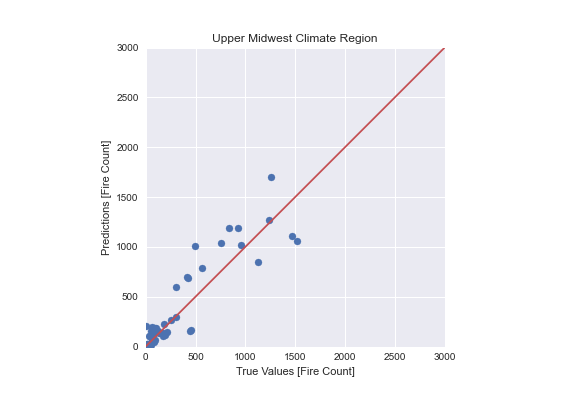 Upper Midwest Climate Region
3000
2500
2000
1500
1000
500
0
Predictions [Fire Count]
0 500 1000 1500 2000 2500 3000
True Values [Fire Count]